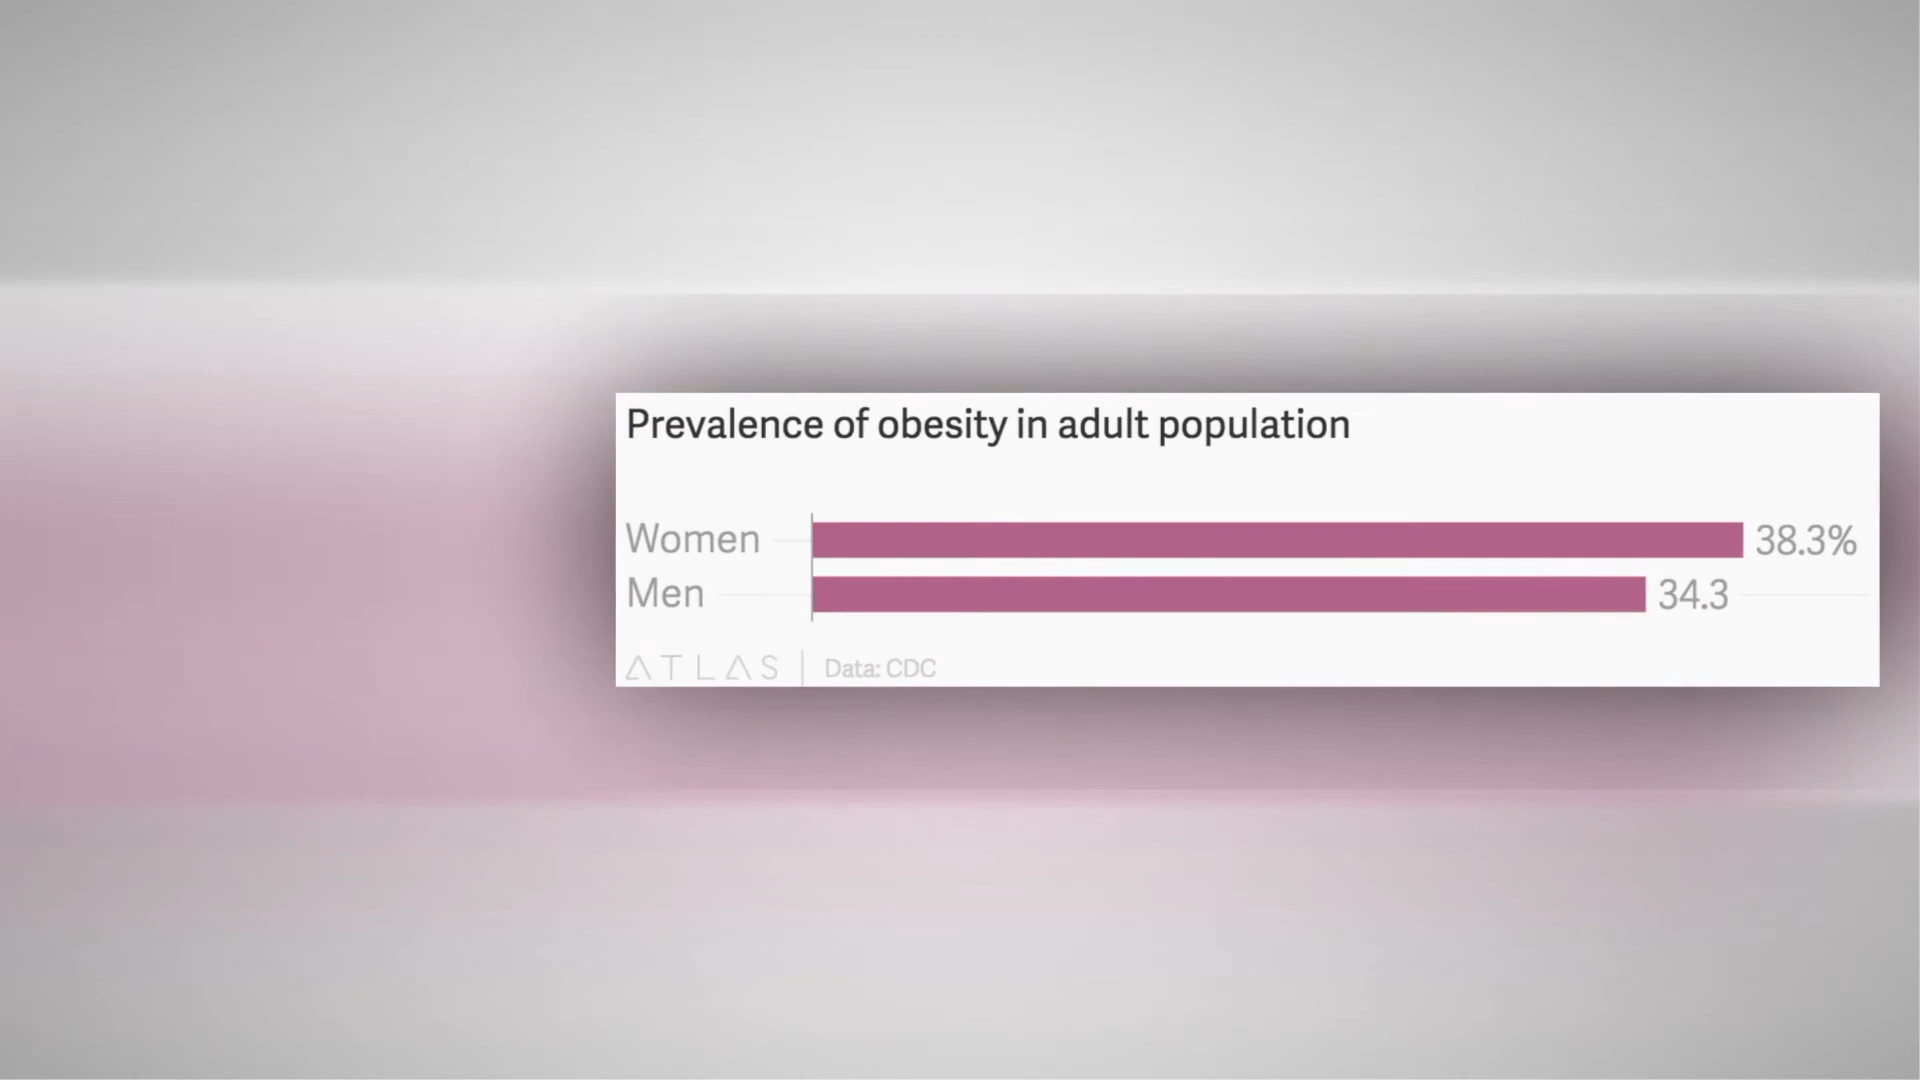 Prevalence of obesity in adult population
Women 38.3%
Men 34.3
ATLAS | Data: CDC